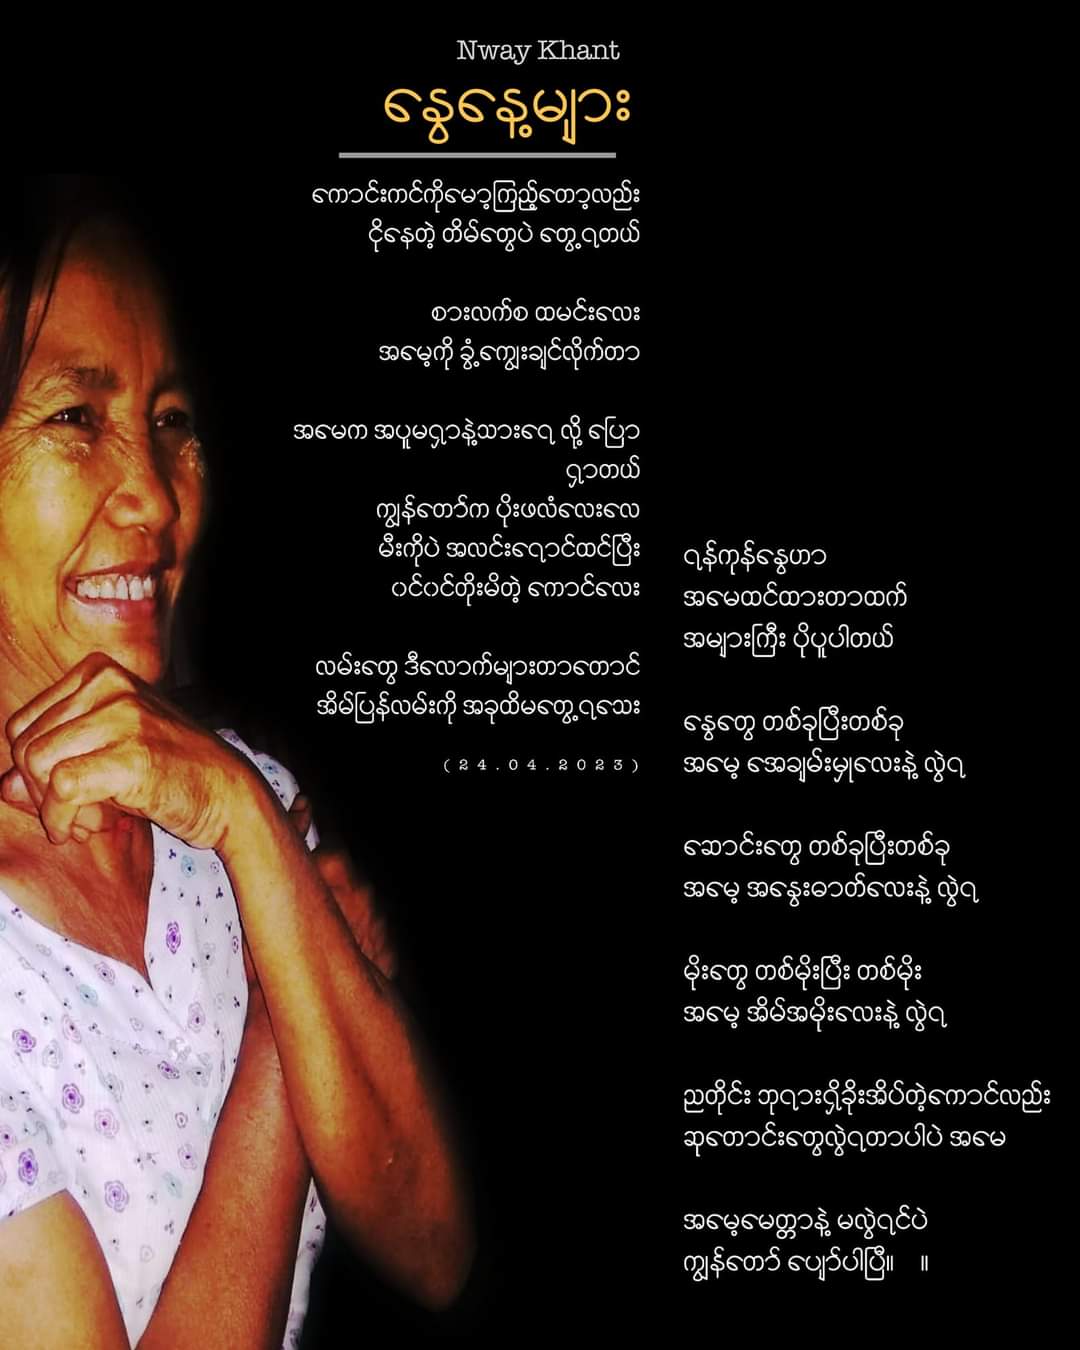 Nway Khant
နွေနေ့များ
ကောင်းကင်ကိုမော့ကြည့်တော့လည်း
ငိုနေတဲ့ တိမ်တွေပဲ တွေ့ရတယ်
စားလက်စ ထမင်းလေး
အမေ့ကို ခွံ့ကျွေးချင်လိုက်တာ
အမေက အပူမရှာနဲ့သားရေ လို့ ပြော
ရှာတယ်
ကျွန်တော်က ပိုးဖလံလေးလေ
မီးကိုပဲ အလင်းရောင်ထင်ပြီး
ဝင်ဝင်တိုးမိတဲ့ ကောင်လေး
လမ်းတွေ ဒီလောက်များတာတောင်
အိမ်ပြန်လမ်းကို အခုထိမတွေ့ရသေး
(24.04.2023)
ရန်ကုန်နွေဟာ
အမေထင်ထားတာထက်
အများကြီး ပိုပူပါတယ်
နွေတွေ တစ်ခုပြီးတစ်ခု
အမေ့ အေချမ်းမှုလေးနဲ့ လွဲရ
ဆောင်းတွေ တစ်ခုပြီးတစ်ခု
အမေ့ အနွေးဓာတ်လေးနဲ့ လွဲရ
မိုးတွေ တစ်မိုးပြီး တစ်မိုး
အမေ့ အိမ်အမိုးလေးနဲ့ လွဲရ
ညတိုင်း ဘုရားရှိခိုးအိပ်တဲ့ကောင်လည်း
ဆုတောင်းတွေလွဲရတာပါပဲ အမေ
အမေ့မေတ္တာနဲ့ မလွဲရင်ပဲ
ကျွန်တော် ပျော်ပါပြီ။ ။